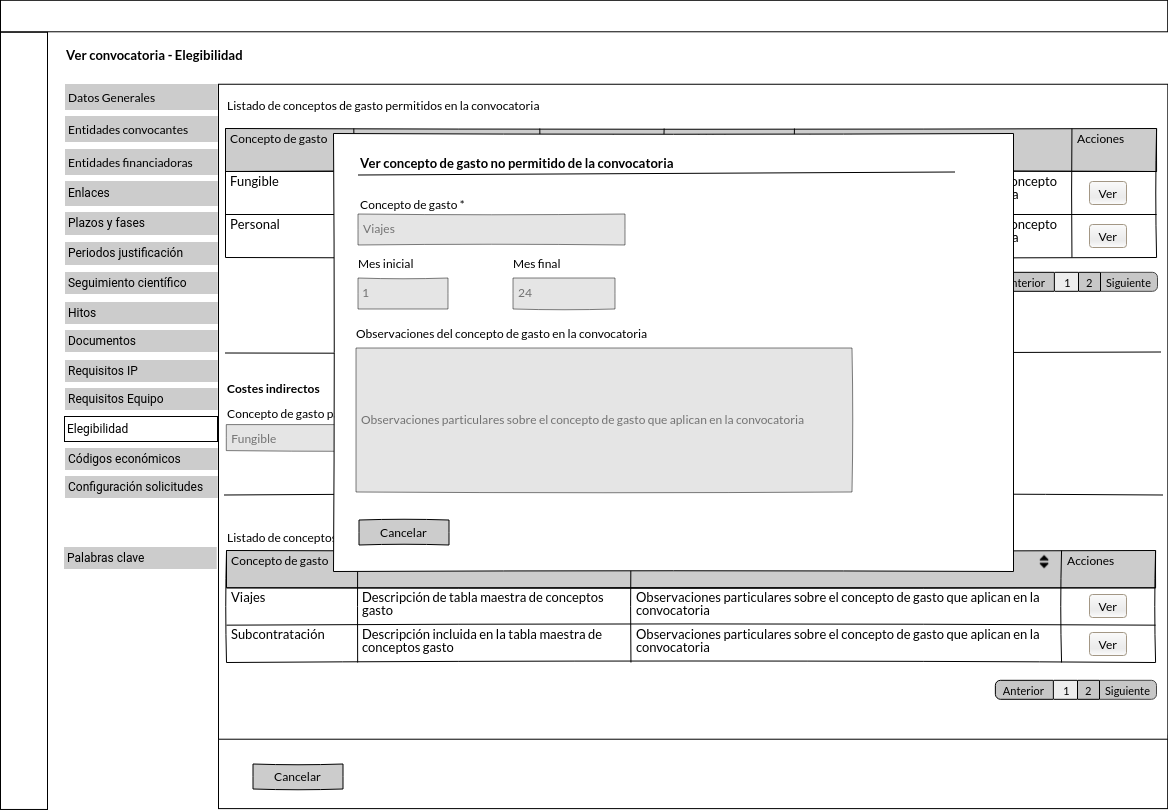 Ver convocatoria - Elegibilidad
Datos Generales
Entidades convocantes
Entidades financiadoras
Enlaces
Plazos y fases
Periodos justificación
Seguimiento científico
Hitos
Documentos
Requisitos IP
Requisitos Equipo
Elegibilidad
Códigos económicos
Configuración solicitudes
Palabras clave
Listado de conceptos de gasto permitidos en la convocatoria
Concepto de gasto
Acciones
Fungible
Ver
Personal
Ver
1
2
Siguiente
Costes indirectos
Concepto de gasto
Fungible
Ver concepto de gasto no permitido de la convocatoria
Concepto de gasto *
Viajes
Mes inicial
Mes final
1
24
Observaciones del concepto de gasto en la convocatoria
Observaciones particulares sobre el concepto de gasto que aplican en la convocatoria
Cancelar
Listado de conceptos
Concepto de gasto
Acciones
Viajes
Descripción de tabla maestra de conceptos
gasto
Observaciones particulares sobre el concepto de gasto que aplican en la
convocatoria
Ver
Subcontratación
Descripción incluida en la tabla maestra de
conceptos gasto
Observaciones particulares sobre el concepto de gasto que aplican en la
convocatoria
Ver
Anterior
1
2
Siguiente
Cancelar